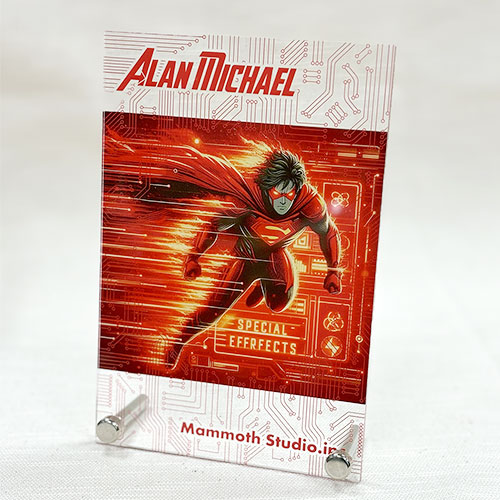 ALAN MICHAEL
SPECIAL
EFFRFECTS
Mammoth Studio.in